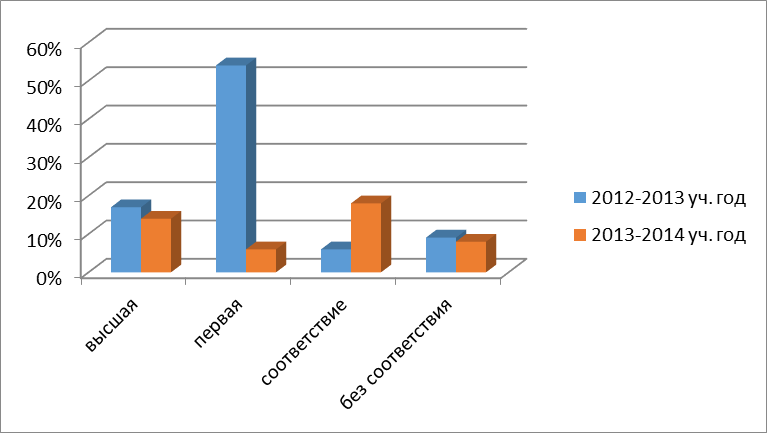 60%
50%
40%
30%
20%
10%
0%
высшая
первая
соответствие
без соответствия
2012-2013 уч. год
2013-2014 уч. год